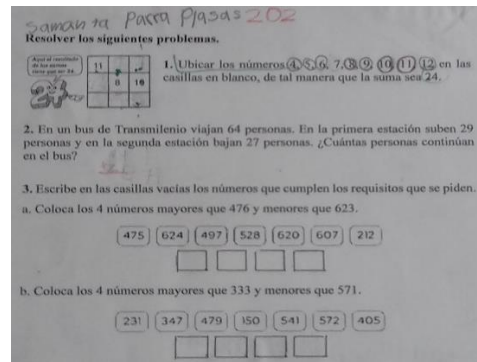 Samanta Parra Plasas 202
Resolver los siguientes problemas.
Aquí el resultado de las sumas tiene que ser 24.
24
11
8 10
1. Ubicar los números 4, 5, 6, 7, 8, 9, 10, 11, 12 en las
casillas en blanco, de tal manera que la suma sea 24.
2. En un bus de Transmilenio viajan 64 personas. En la primera estación suben 29
personas y en la segunda estación bajan 27 personas. ¿Cuántas personas continúan
en el bus?
3. Escribe en las casillas vacías los números que cumplen los requisitos que se piden.
a. Coloca los 4 números mayores que 476 y menores que 623.
475 624 497 528 620 607 212
b. Coloca los 4 números mayores que 333 y menores que 571.
231 347 479 150 541 572 405